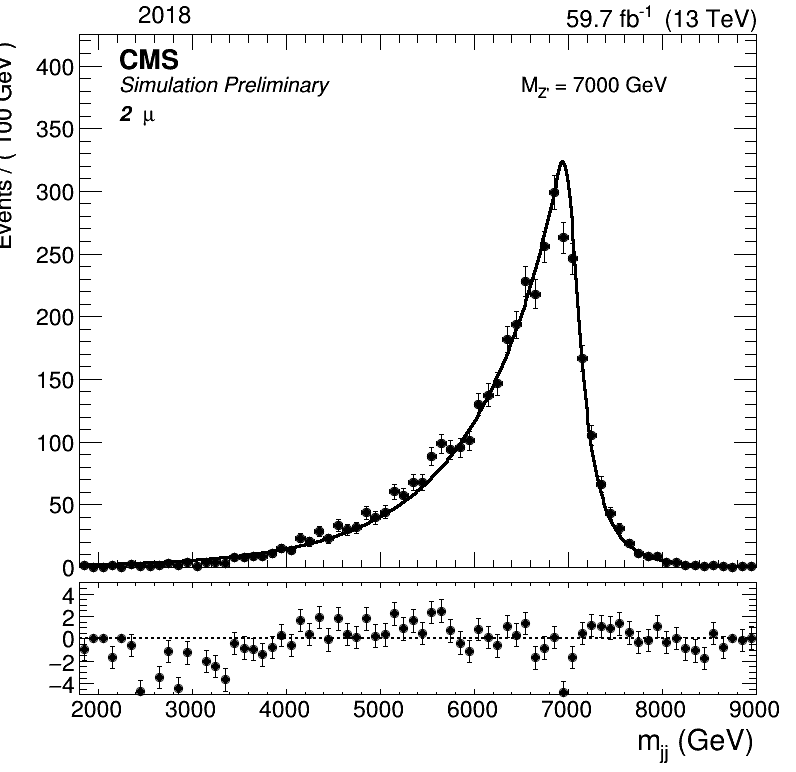 2018
59.7 fb⁻¹ (13 TeV)
Events / ( 100 GeV )
CMS
Simulation Preliminary
M_Z' = 7000 GeV
2 μ
400
350
300
250
200
150
100
50
0
4
2
0
−2
−4
2000 3000 4000 5000 6000 7000 8000 9000
m_jj (GeV)